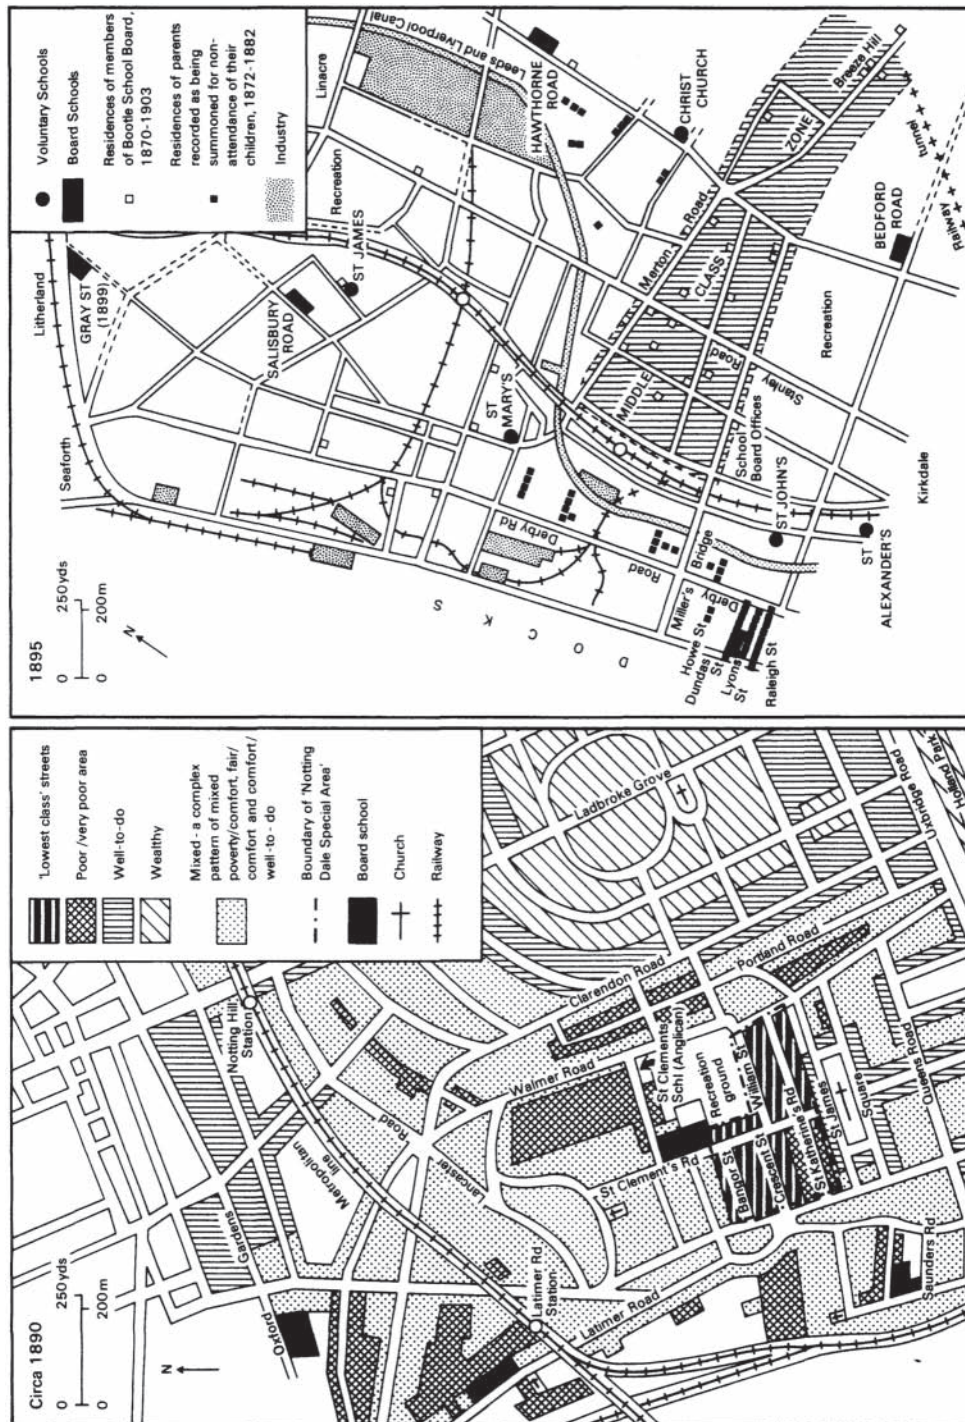 Circa 1890
0 250 yds
0 200 m
N
'Lowest class' streets
Poor / very poor area
Well-to-do
Wealthy
Mixed - a complex
pattern of mixed
poverty/comfort, fair/
comfort and comfort/
well-to-do
Boundary of 'Notting
Dale Special Area'
Board school
Church
Railway
Notting Hill
Station
Oxford
Gardens
Metropolitan
line
Lancaster
Road
Latimer Rd
Station
Latimer Road
Walmer Road
Clarendon Road
Portland Road
Ladbroke Grove
Uxbridge Road
Holland Park
St Clements
Schl (Anglican)
Recreation
ground
St Clement's Rd
Bangor St
William St
Crescent St
St Katherine's Rd
St James
Square
Queens Road
Saunders Rd
1895
0 250 yds
0 200 m
N
Voluntary Schools
Board Schools
Residences of members
of Bootle School Board,
1870-1903
Residences of parents
recorded as being
summoned for non-
attendance of their
children, 1872-1882
Industry
Seaforth
Litherland
GRAY ST
(1899)
SALISBURY
ROAD
ST JAMES
Recreation
Linacre
Leeds and Liverpool Canal
HAWTHORNE
ROAD
CHRIST
CHURCH
ST
MARY'S
Derby Rd
DOCKS
Merton Road
MIDDLE CLASS ZONE
Breeze Hill
Railway tunnel
BEDFORD
ROAD
Stanley Road
Recreation
School
Board Offices
Miller's Bridge
Derby Road
Howe St
Dundas
St
Lyons
St
Raleigh St
ST JOHN'S
ST
ALEXANDER'S
Kirkdale